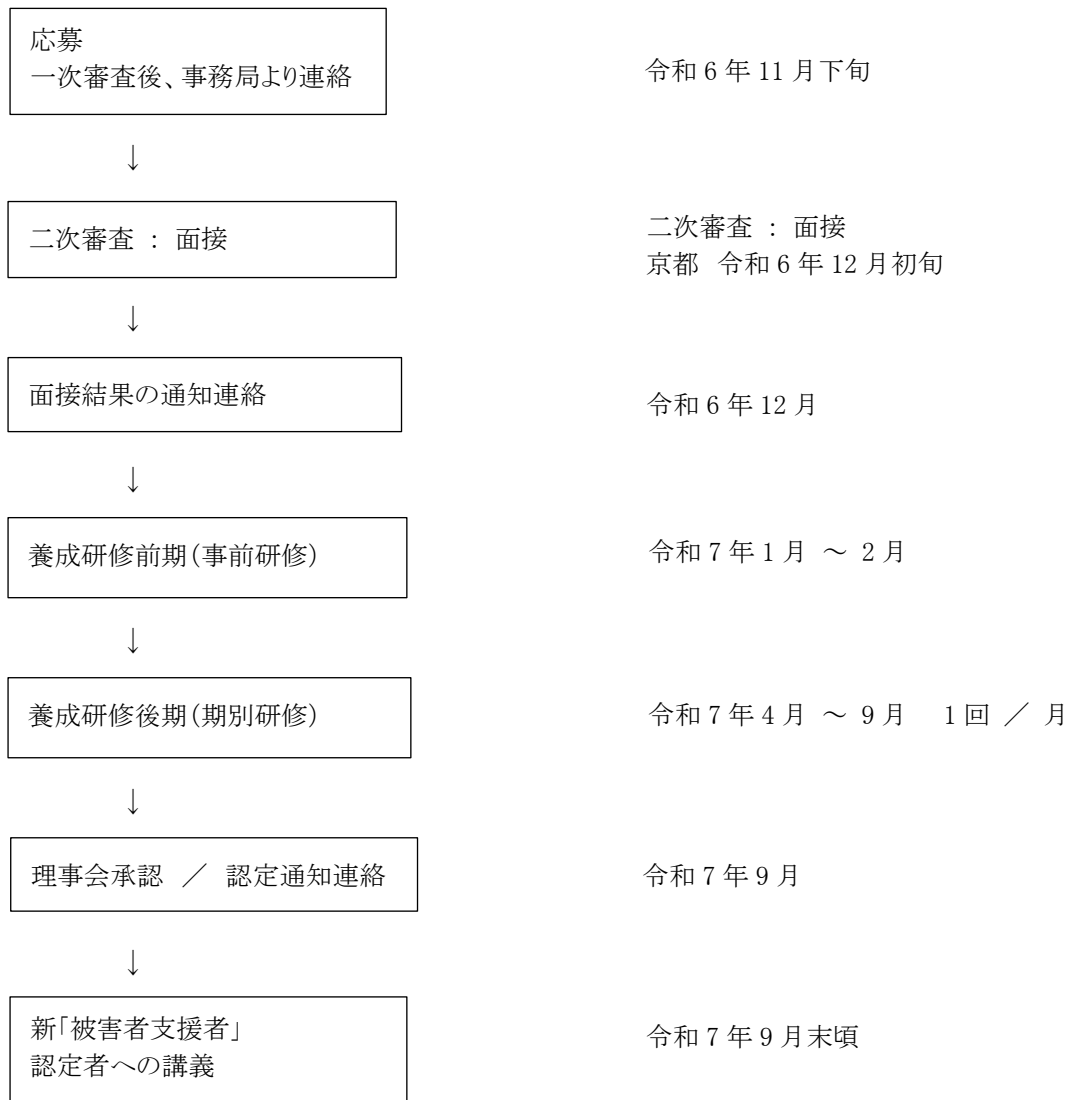 応募
一次審査後、事務局より連絡
令和 6 年 11 月下旬
↓
二次審査 : 面接
二次審査 : 面接
京都 令和 6 年 12 月初旬
↓
面接結果の通知連絡
令和 6 年 12 月
↓
養成研修前期(事前研修)
令和 7 年 1 月 ～ 2 月
↓
養成研修後期(期別研修)
令和 7 年 4 月 ～ 9 月 1 回 ／ 月
↓
理事会承認 ／ 認定通知連絡
令和 7 年 9 月
↓
新「被害者支援者」
認定者への講義
令和 7 年 9 月末頃